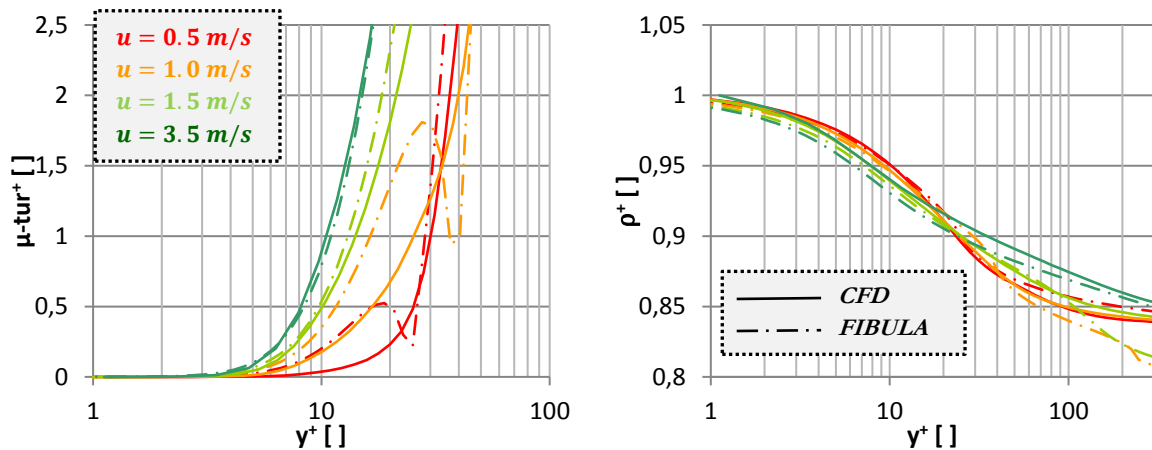 2,5
2
1,5
1
0,5
0
1
10
100
μ-tur⁺ [ ]
y⁺ [ ]
u = 0.5 m/s
u = 1.0 m/s
u = 1.5 m/s
u = 3.5 m/s
1,05
1
0,95
0,9
0,85
0,8
1
10
100
ρ⁺ [ ]
y⁺ [ ]
CFD
FIBULA